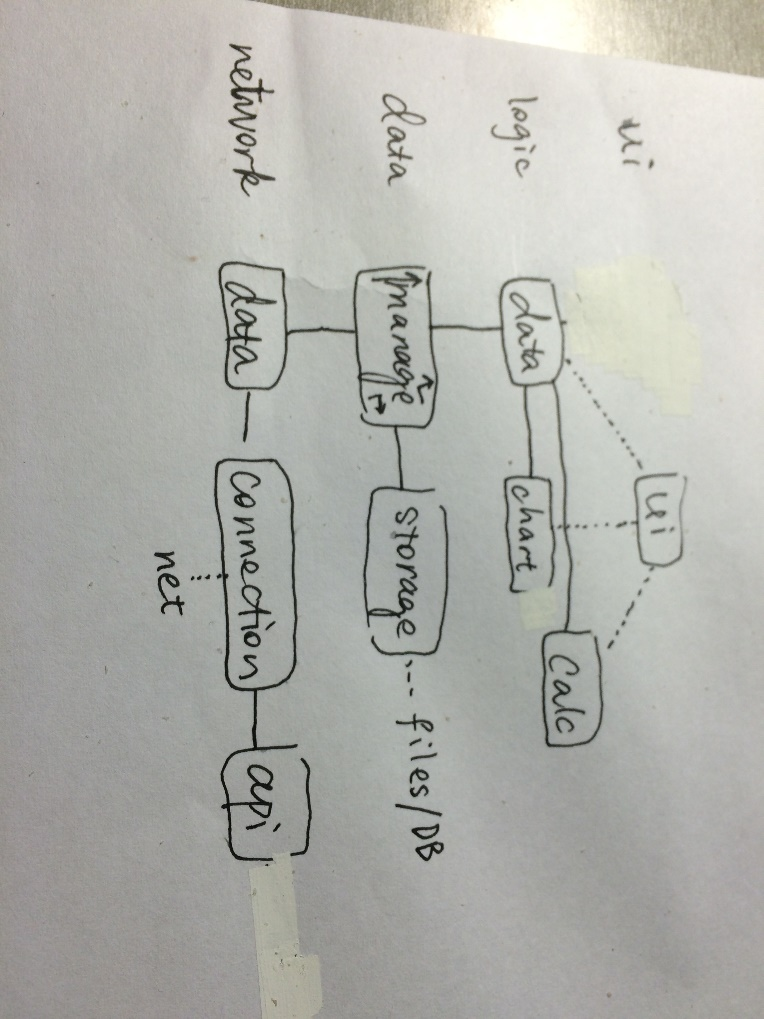 ui
ui
logic
data
chart
calc
data
manage
storage
files/DB
network
data
connection
api
net